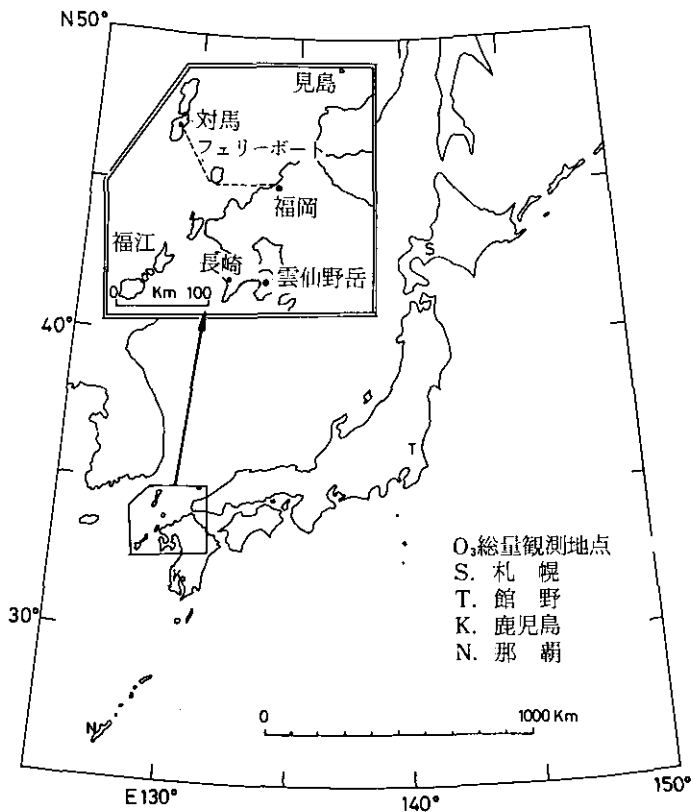 N50°
見島
対馬
フェリーボート
福岡
福江
長崎
雲仙野岳
0 Km 100
S
40°
T
O₃総量観測地点
S. 札 幌
T. 館 野
K. 鹿児島
N. 那 覇
K
30°
N
0 1000 Km
E130°
140°
150°